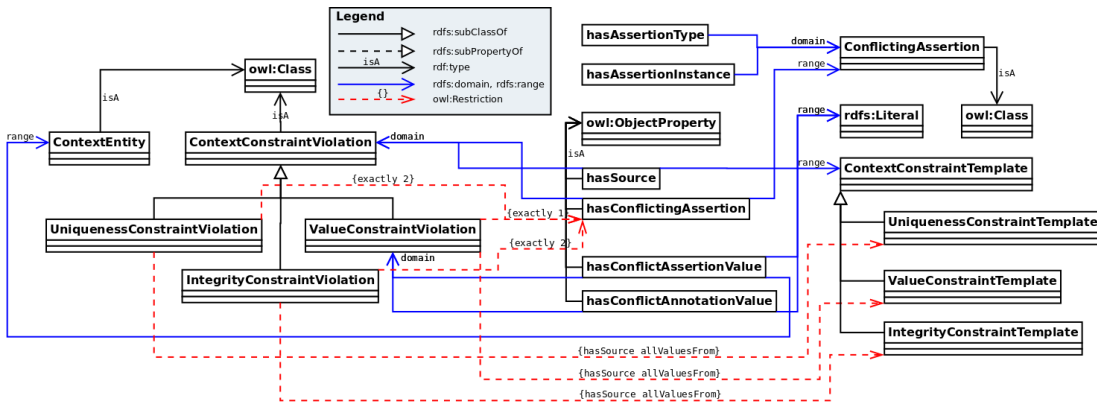 Legend
rdfs:subClassOf
rdfs:subPropertyOf
isA
rdf:type
rdfs:domain, rdfs:range
{}
owl:Restriction
hasAssertionType
domain
ConflictingAssertion
range
hasAssertionInstance
isA
owl:Class
isA
isA
owl:ObjectProperty
isA
range
rdfs:Literal
owl:Class
range
ContextEntity
ContextConstraintViolation
domain
range
ContextConstraintTemplate
hasSource
{exactly 2}
hasConflictingAssertion
{exactly 1}
UniquenessConstraintTemplate
UniquenessConstraintViolation
ValueConstraintViolation
{exactly 2}
domain
hasConflictAssertionValue
IntegrityConstraintViolation
ValueConstraintTemplate
hasConflictAnnotationValue
IntegrityConstraintTemplate
{hasSource allValuesFrom}
{hasSource allValuesFrom}
{hasSource allValuesFrom}